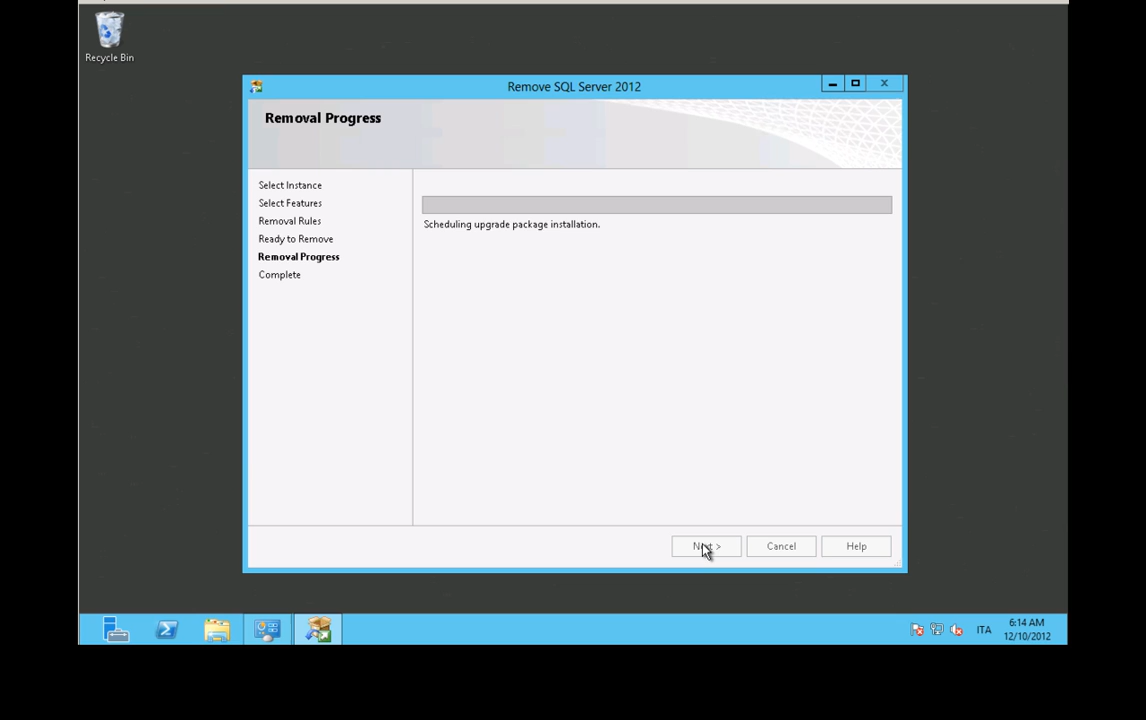 Recycle Bin
Remove SQL Server 2012
Removal Progress
Select Instance
Select Features
Removal Rules
Ready to Remove
Removal Progress
Complete
Scheduling upgrade package installation.
Next >
Cancel
Help
ITA
6:14 AM
12/10/2012